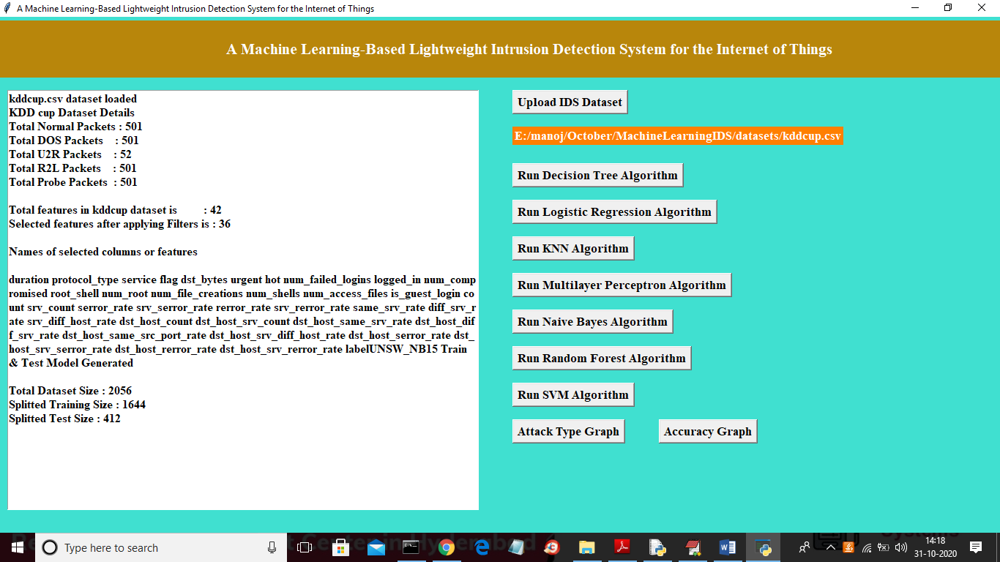 A Machine Learning-Based Lightweight Intrusion Detection System for the Internet of Things
A Machine Learning-Based Lightweight Intrusion Detection System for the Internet of Things
kddcup.csv dataset loaded
KDD cup Dataset Details
Total Normal Packets : 501
Total DOS Packets : 501
Total U2R Packets : 52
Total R2L Packets : 501
Total Probe Packets : 501
Total features in kddcup dataset is : 42
Selected features after applying Filters is : 36
Names of selected columns or features
duration protocol_type service flag dst_bytes urgent hot num_failed_logins logged_in num_comp
romised root_shell num_root num_file_creations num_shells num_access_files is_guest_login co
unt srv_count serror_rate srv_serror_rate rerror_rate srv_rerror_rate same_srv_rate diff_srv_r
ate srv_diff_host_rate dst_host_count dst_host_srv_count dst_host_same_srv_rate dst_host_dif
f_srv_rate dst_host_same_src_port_rate dst_host_srv_diff_host_rate dst_host_serror_rate dst_
host_srv_serror_rate dst_host_rerror_rate dst_host_srv_rerror_rate labelUNSW_NB15 Train
& Test Model Generated
Total Dataset Size : 2056
Splitted Training Size : 1644
Splitted Test Size : 412
Upload IDS Dataset
E:/manoj/October/MachineLearningIDS/datasets/kddcup.csv
Run Decision Tree Algorithm
Run Logistic Regression Algorithm
Run KNN Algorithm
Run Multilayer Perceptron Algorithm
Run Naive Bayes Algorithm
Run Random Forest Algorithm
Run SVM Algorithm
Attack Type Graph
Accuracy Graph
Type here to search
14:18
31-10-2020